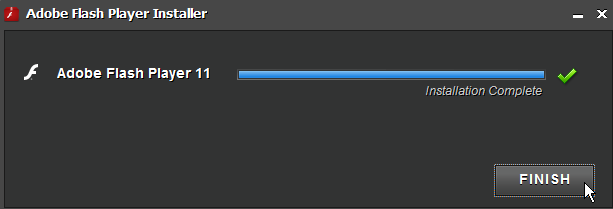 Adobe Flash Player Installer
Adobe Flash Player 11
Installation Complete
FINISH